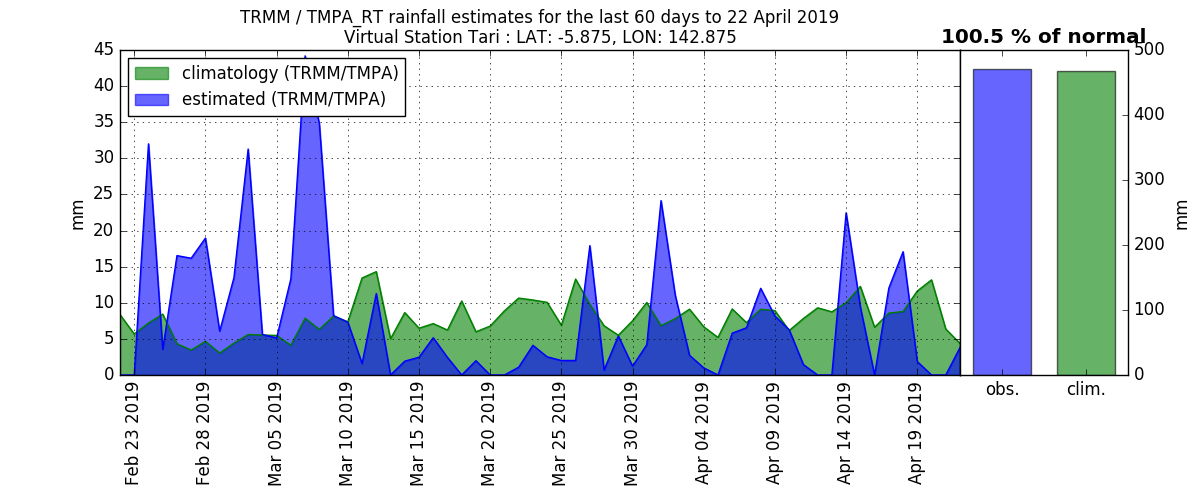 TRMM / TMPA_RT rainfall estimates for the last 60 days to 22 April 2019
Virtual Station Tari : LAT: -5.875, LON: 142.875
100.5 % of normal
climatology (TRMM/TMPA)
estimated (TRMM/TMPA)
mm
45
40
35
30
25
20
15
10
5
0
Feb 23 2019
Feb 28 2019
Mar 05 2019
Mar 10 2019
Mar 15 2019
Mar 20 2019
Mar 25 2019
Mar 30 2019
Apr 04 2019
Apr 09 2019
Apr 14 2019
Apr 19 2019
obs.
clim.
500
400
300
200
100
0
mm